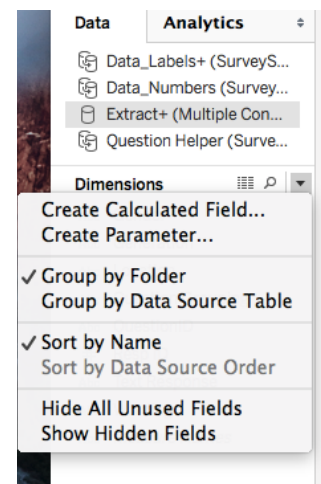 Data Analytics
Data_Labels+ (SurveyS...
Data_Numbers (Survey...
Extract+ (Multiple Con...
Question Helper (Surve...
Dimensions
Create Calculated Field...
Create Parameter...
Group by Folder
Group by Data Source Table
Sort by Name
Sort by Data Source Order
Hide All Unused Fields
Show Hidden Fields